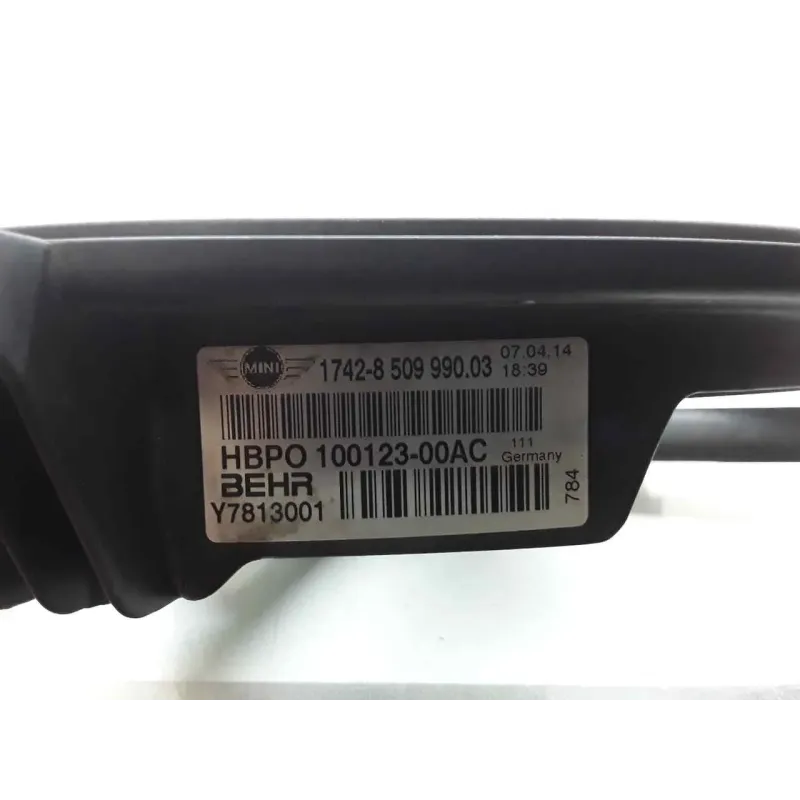 MINI 1742-8 509 990.03 07.04.14
18:39
HBPO 100123-00AC 111
Germany
BEHR
Y7813001
784